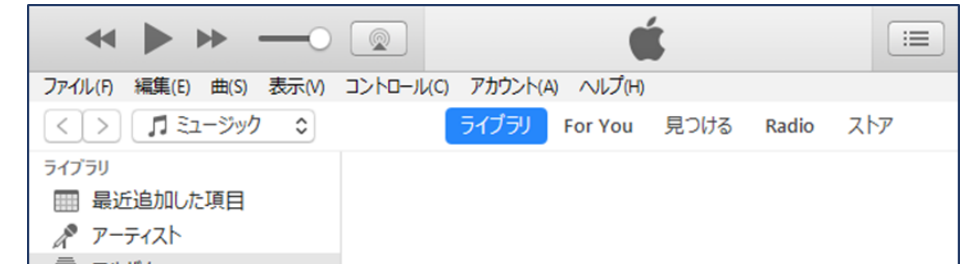 ファイル(F) 編集(E) 曲(S) 表示(V) コントロール(C) アカウント(A) ヘルプ(H)
ミュージック ライブラリ For You 見つける Radio ストア
ライブラリ
最近追加した項目
アーティスト